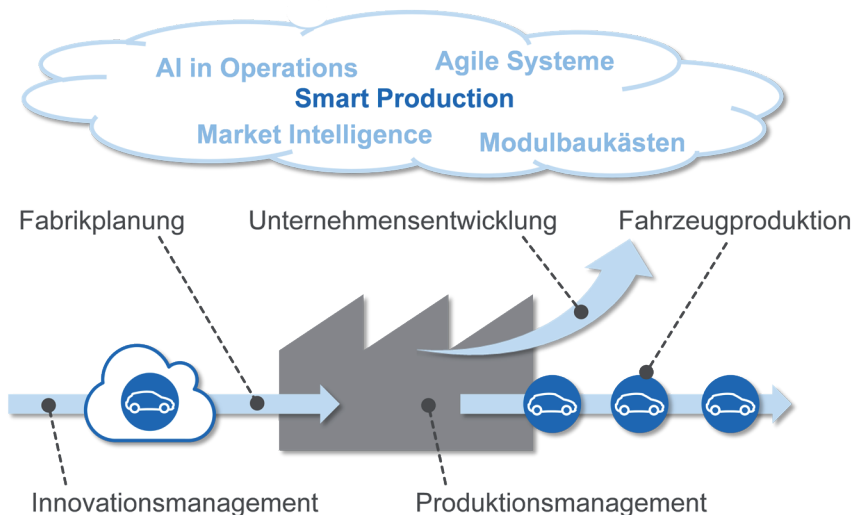 AI in Operations
Agile Systeme
Smart Production
Market Intelligence
Modulbaukästen
Fabrikplanung
Unternehmensentwicklung
Fahrzeugproduktion
Innovationsmanagement
Produktionsmanagement